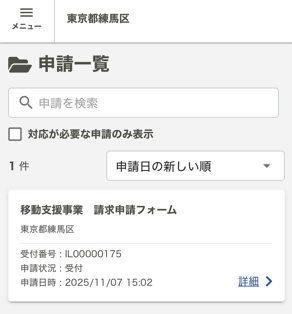 メニュー
東京都練馬区
申請一覧
申請を検索
対応が必要な申請のみ表示
1 件
申請日の新しい順
移動支援事業　請求申請フォーム
東京都練馬区
受付番号：IL00000175
申請状況：受付
申請日時：2025/11/07 15:02
詳細